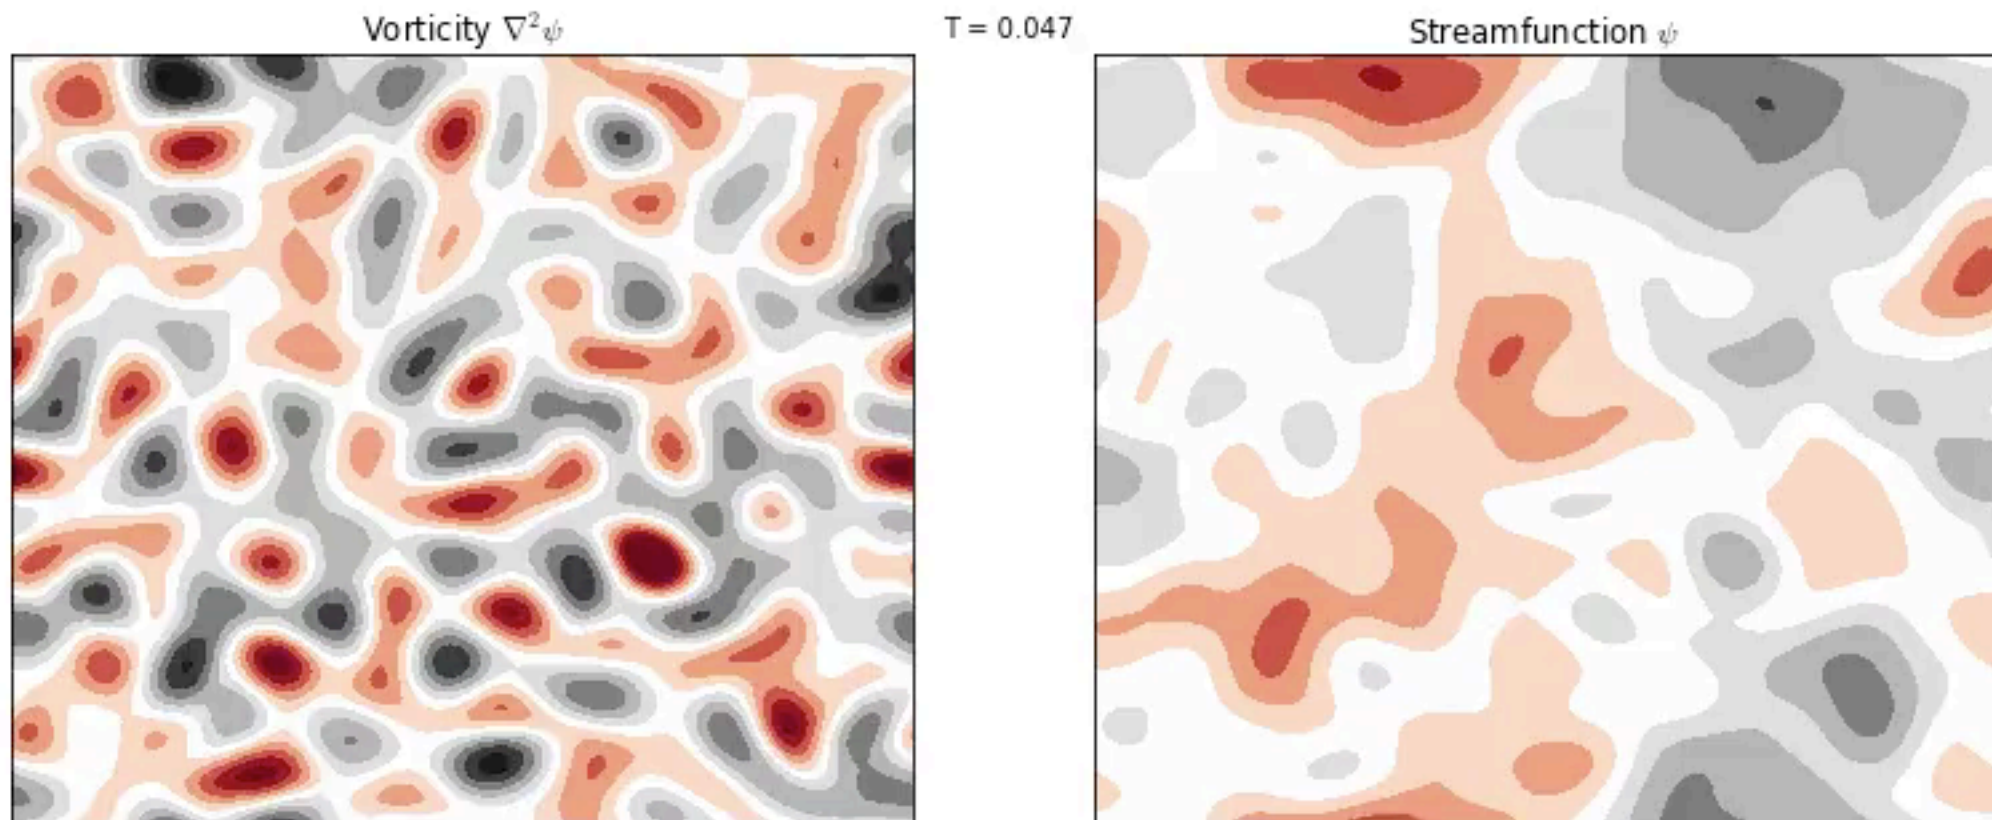 Vorticity ∇²ψ
T = 0.047
Streamfunction ψ